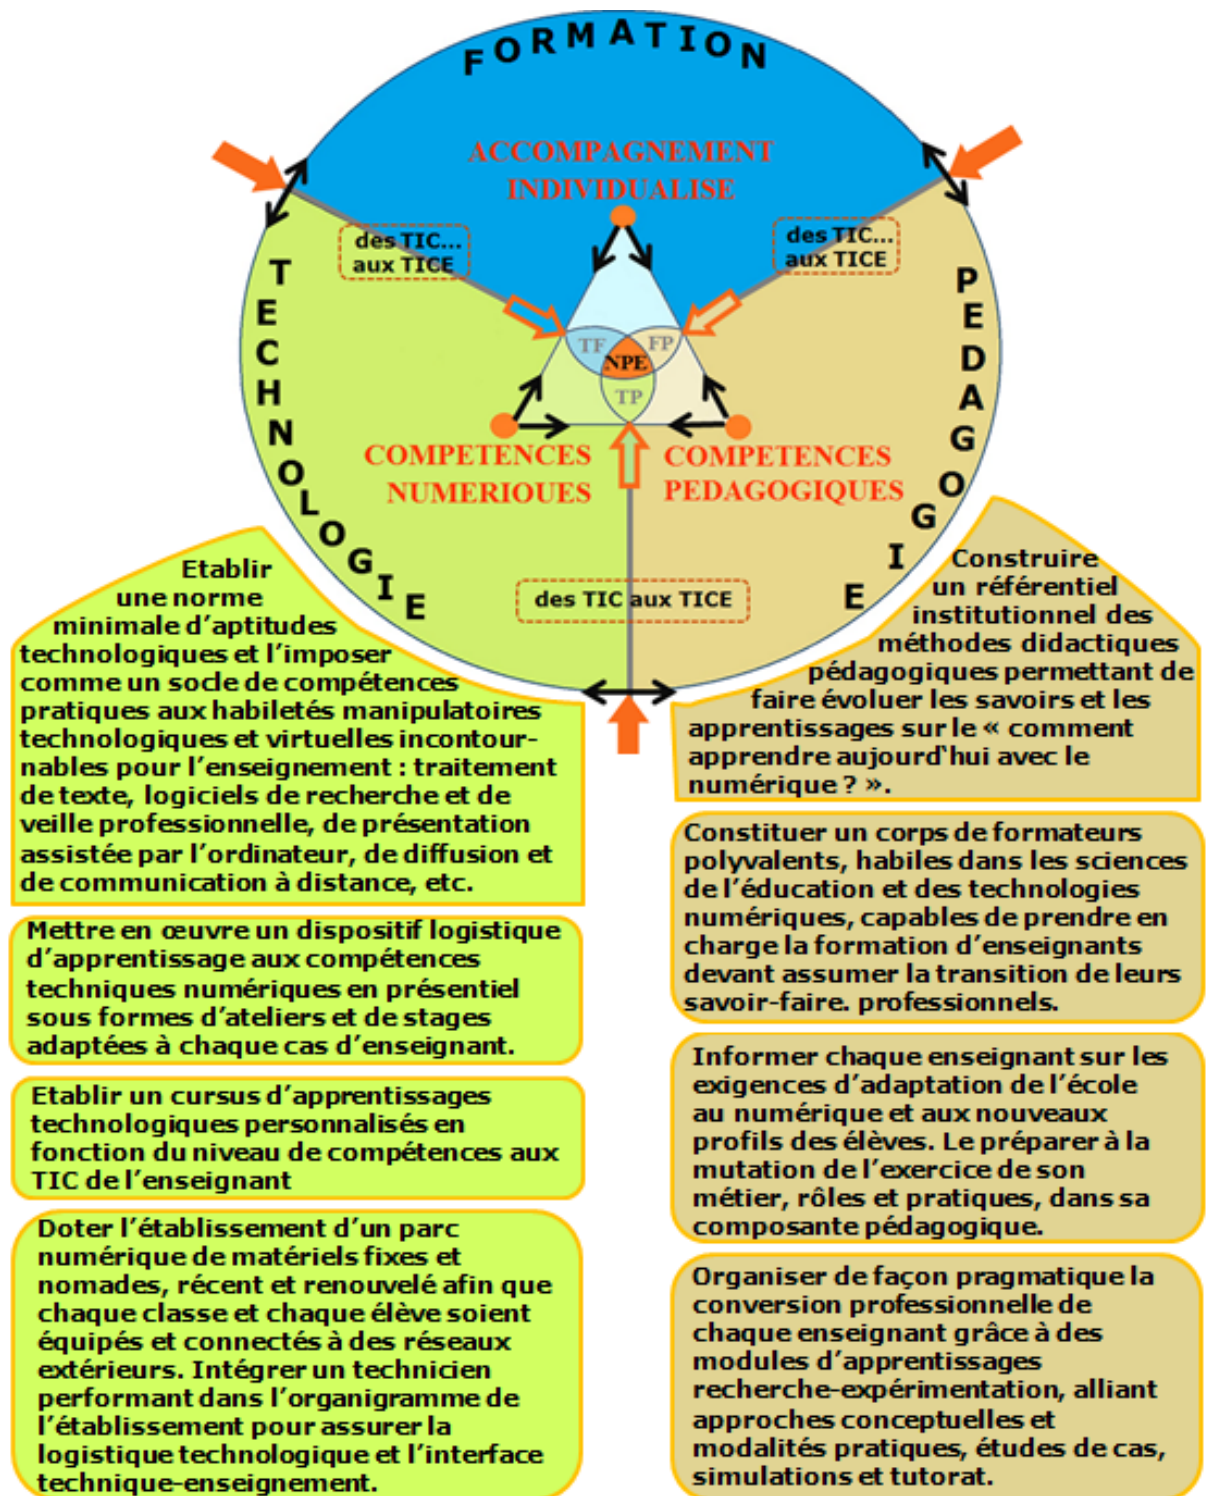 FORMATION
ACCOMPAGNEMENT
INDIVIDUALISE
des TIC...
aux TICE
des TIC...
aux TICE
TECHNOLOGIE
PEDAGOGIE
TF
FP
NPE
TP
COMPETENCES
NUMERIQUES
COMPETENCES
PEDAGOGIQUES
des TIC aux TICE
Etablir
une norme
minimale d’aptitudes
technologiques et l’imposer
comme un socle de compétences
pratiques aux habiletés manipulatoires
technologiques et virtuelles incontour-
nables pour l’enseignement : traitement
de texte, logiciels de recherche et de
veille professionnelle, de présentation
assistée par l’ordinateur, de diffusion et
de communication à distance, etc.
Mettre en œuvre un dispositif logistique
d’apprentissage aux compétences
techniques numériques en présentiel
sous formes d’ateliers et de stages
adaptées à chaque cas d’enseignant.
Etablir un cursus d’apprentissages
technologiques personnalisés en
fonction du niveau de compétences aux
TIC de l’enseignant
Doter l’établissement d’un parc
numérique de matériels fixes et
nomades, récent et renouvelé afin que
chaque classe et chaque élève soient
équipés et connectés à des réseaux
extérieurs. Intégrer un technicien
performant dans l’organigramme de
l’établissement pour assurer la
logistique technologique et l’interface
technique-enseignement.
Construire
un référentiel
institutionnel des
méthodes didactiques
pédagogiques permettant de
faire évoluer les savoirs et les
apprentissages sur le « comment
apprendre aujourd‘hui avec le
numérique ? ».
Constituer un corps de formateurs
polyvalents, habiles dans les sciences
de l’éducation et des technologies
numériques, capables de prendre en
charge la formation d’enseignants
devant assumer la transition de leurs
savoir-faire. professionnels.
Informer chaque enseignant sur les
exigences d’adaptation de l’école
au numérique et aux nouveaux
profils des élèves. Le préparer à la
mutation de l’exercice de son
métier, rôles et pratiques, dans sa
composante pédagogique.
Organiser de façon pragmatique la
conversion professionnelle de
chaque enseignant grâce à des
modules d’apprentissages
recherche-expérimentation, alliant
approches conceptuelles et
modalités pratiques, études de cas,
simulations et tutorat.